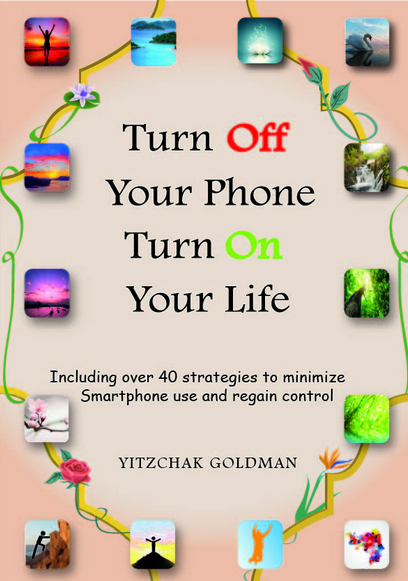 Turn Off
Your Phone
Turn On
Your Life
Including over 40 strategies to minimize
Smartphone use and regain control
YITZCHAK GOLDMAN